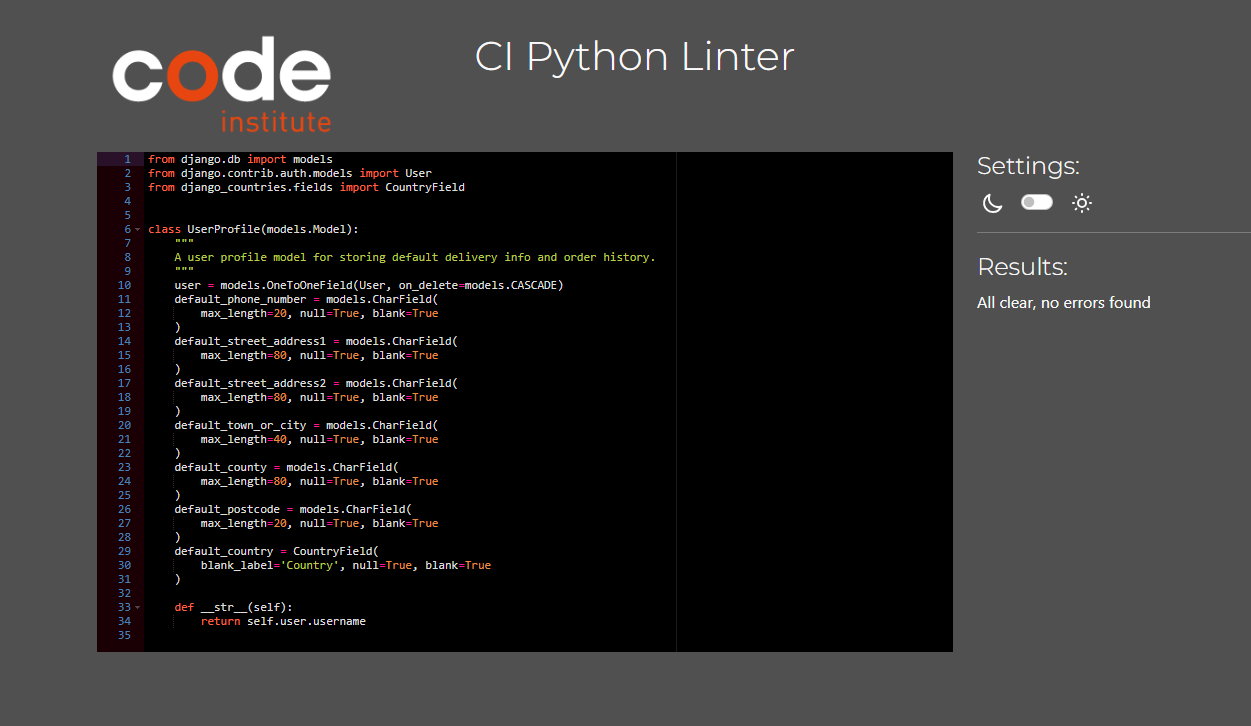 code
institute
CI Python Linter
1 from django.db import models
2 from django.contrib.auth.models import User
3 from django_countries.fields import CountryField
4
5
6 class UserProfile(models.Model):
7     """
8     A user profile model for storing default delivery info and order history.
9     """
10     user = models.OneToOneField(User, on_delete=models.CASCADE)
11     default_phone_number = models.CharField(
12         max_length=20, null=True, blank=True
13     )
14     default_street_address1 = models.CharField(
15         max_length=80, null=True, blank=True
16     )
17     default_street_address2 = models.CharField(
18         max_length=80, null=True, blank=True
19     )
20     default_town_or_city = models.CharField(
21         max_length=40, null=True, blank=True
22     )
23     default_county = models.CharField(
24         max_length=80, null=True, blank=True
25     )
26     default_postcode = models.CharField(
27         max_length=20, null=True, blank=True
28     )
29     default_country = CountryField(
30         blank_label='Country', null=True, blank=True
31     )
32
33     def __str__(self):
34         return self.user.username
35
Settings:
Results:
All clear, no errors found